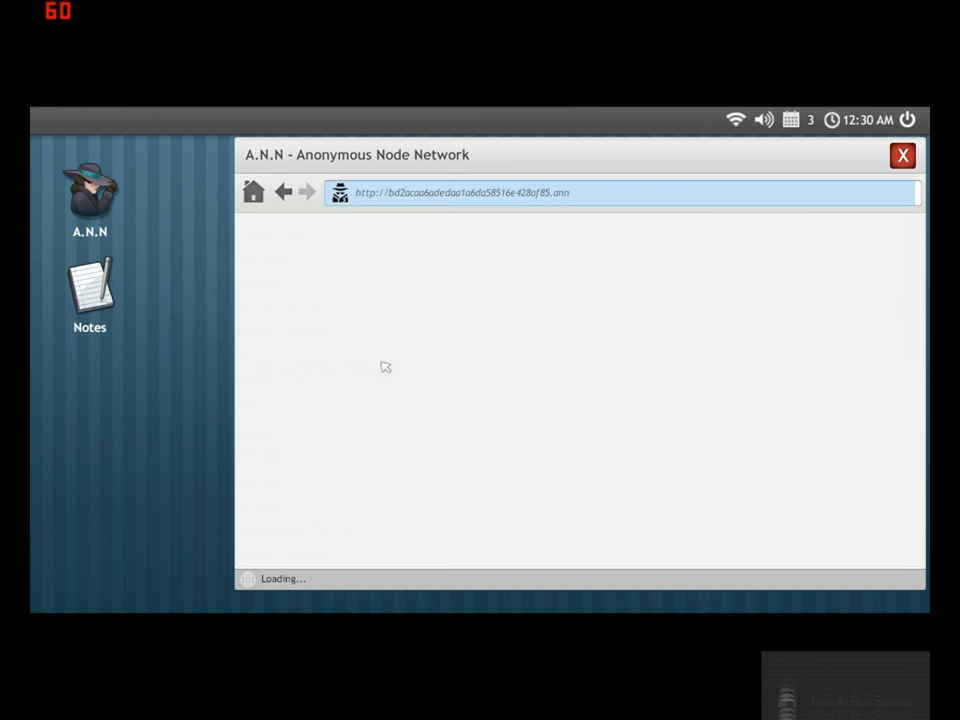 60
3 12:30 AM
A.N.N - Anonymous Node Network X
http://bd2acaa6adedaa1a6da58516e428af85.ann
A.N.N
Notes
Loading...